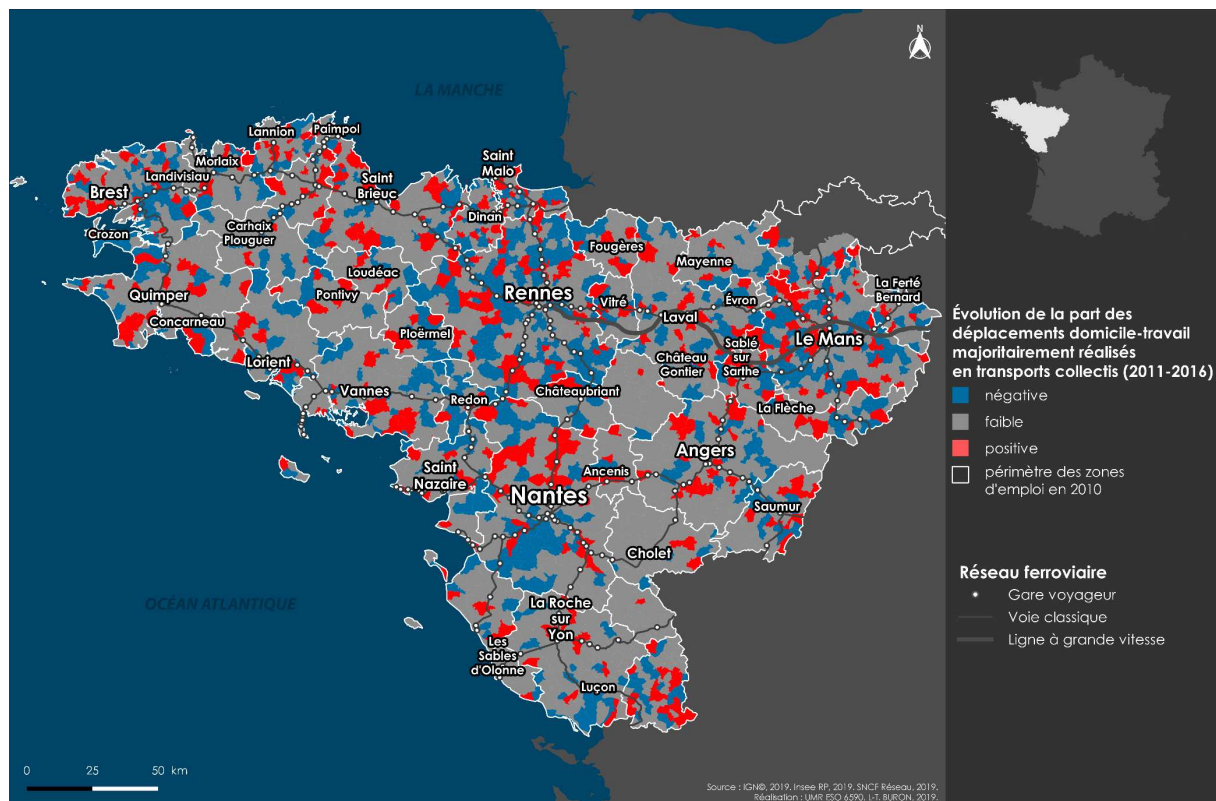 LA MANCHE
Lannion
Paimpol
Morlaix
Landivisiau
Brest
Saint
Brieuc
Saint
Malo
Dinan
Crozon
Carhaix
Plouguer
Loudéac
Fougères
Mayenne
La Ferté
Bernard
Quimper
Pontivy
Rennes
Vitré
Évron
Laval
Concarneau
Ploërmel
Le Mans
Lorient
Château
Gontier
Sablé
sur
Sarthe
Vannes
Redon
Châteaubriant
La Flèche
Saint
Nazaire
Ancenis
Angers
Nantes
Saumur
Cholet
OCÉAN ATLANTIQUE
La Roche
sur
Yon
Les
Sables
d'Olonne
Luçon
0 25 50 km
Source : IGN©, 2019, Insee RP, 2019, SNCF Réseau, 2019.
Réalisation : UMR ESO 6590, L-T. BURON, 2019.
Évolution de la part des
déplacements domicile-travail
majoritairement réalisés
en transports collectis (2011-2016)
négative
faible
positive
périmètre des zones
d'emploi en 2010
Réseau ferroviaire
Gare voyageur
Voie classique
Ligne à grande vitesse